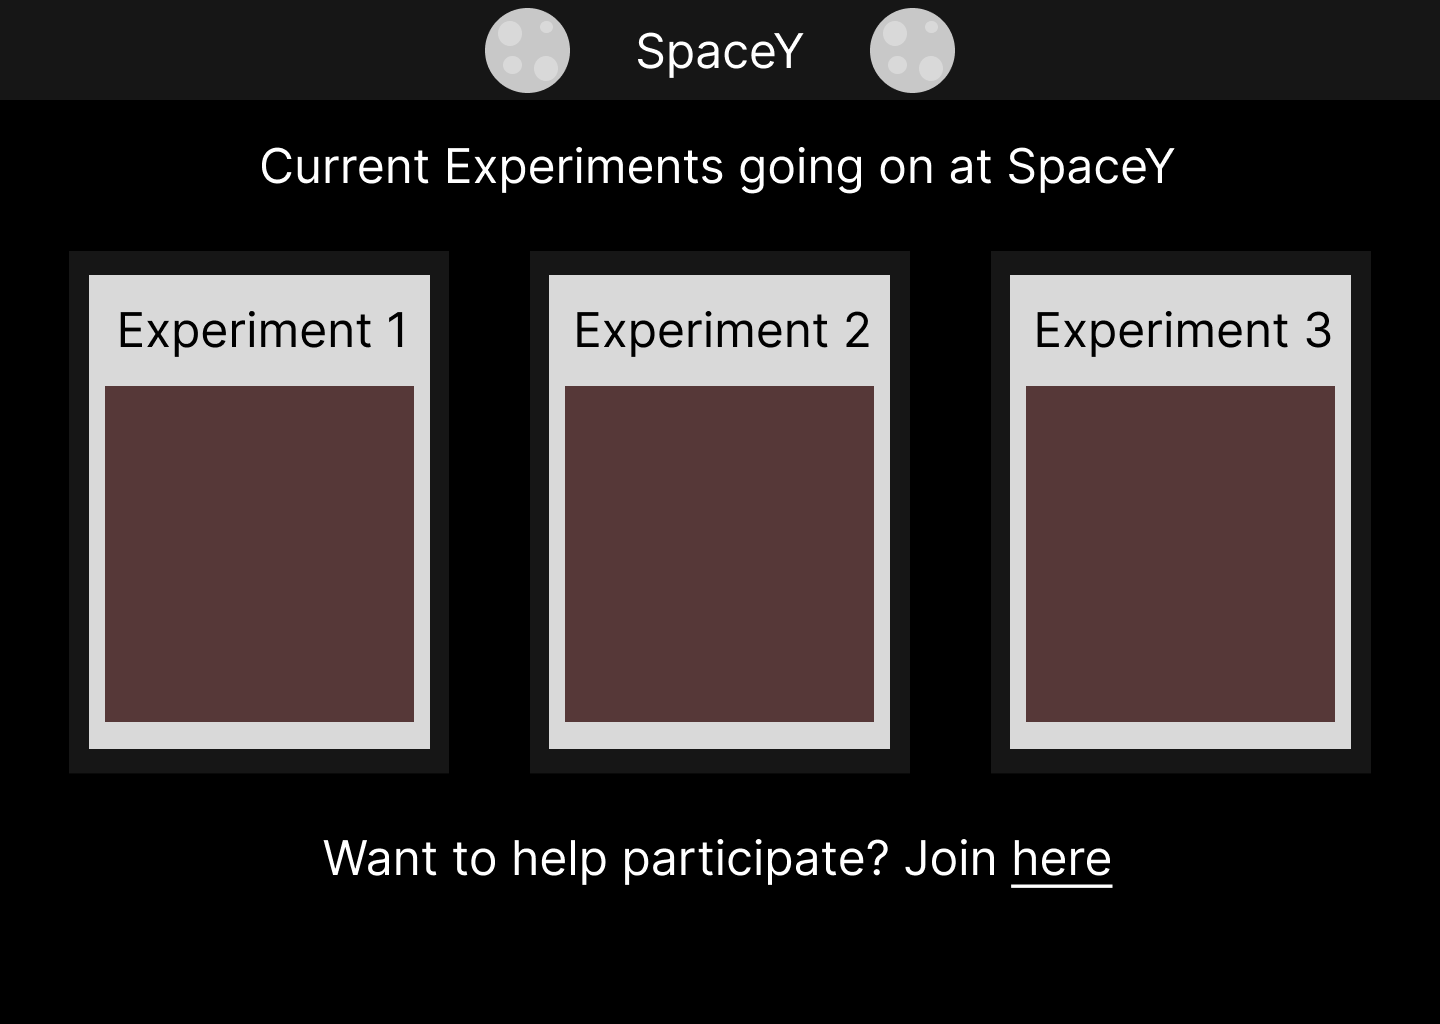 SpaceY
Current Experiments going on at SpaceY
Experiment 1
Experiment 2
Experiment 3
Want to help participate? Join here